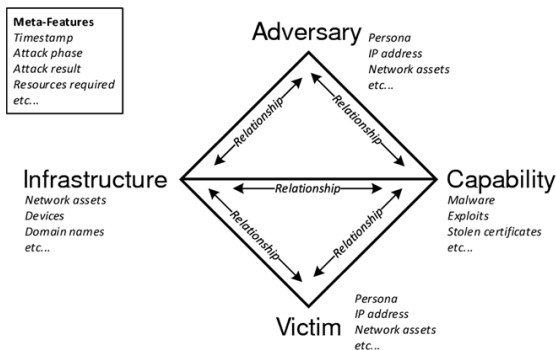 Meta-Features
Timestamp
Attack phase
Attack result
Resources required
etc...
Adversary
Persona
IP address
Network assets
etc...
Relationship
Relationship
Infrastructure
Network assets
Devices
Domain names
etc...
Relationship
Capability
Malware
Exploits
Stolen certificates
etc...
Relationship
Relationship
Victim
Persona
IP address
Network assets
etc...